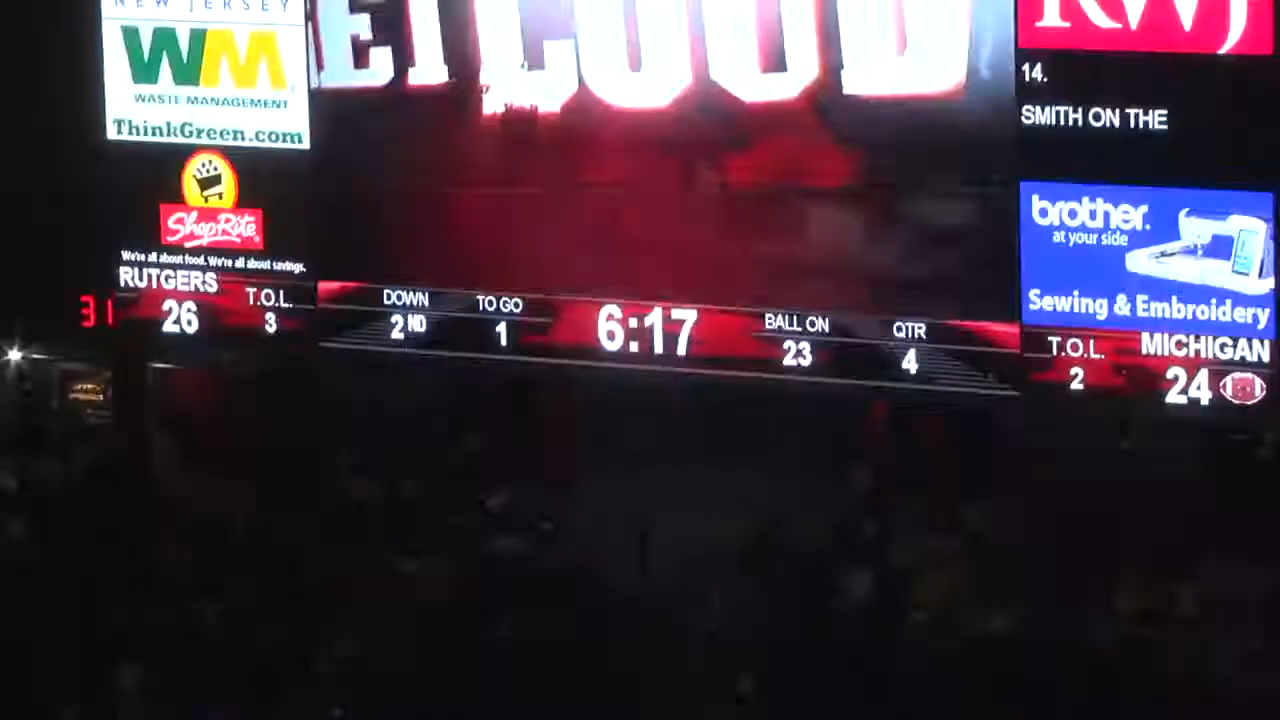 NEW JERSEY
WM
WASTE MANAGEMENT
ThinkGreen.com
ShopRite
We're all about food. We're all about savings.
RUTGERS
26
T.O.L.
3
31
DOWN
2ND
TO GO
1
6:17
BALL ON
23
QTR
4
RWJ
14.
SMITH ON THE
brother.
at your side
Sewing & Embroidery
T.O.L.
2
MICHIGAN
24